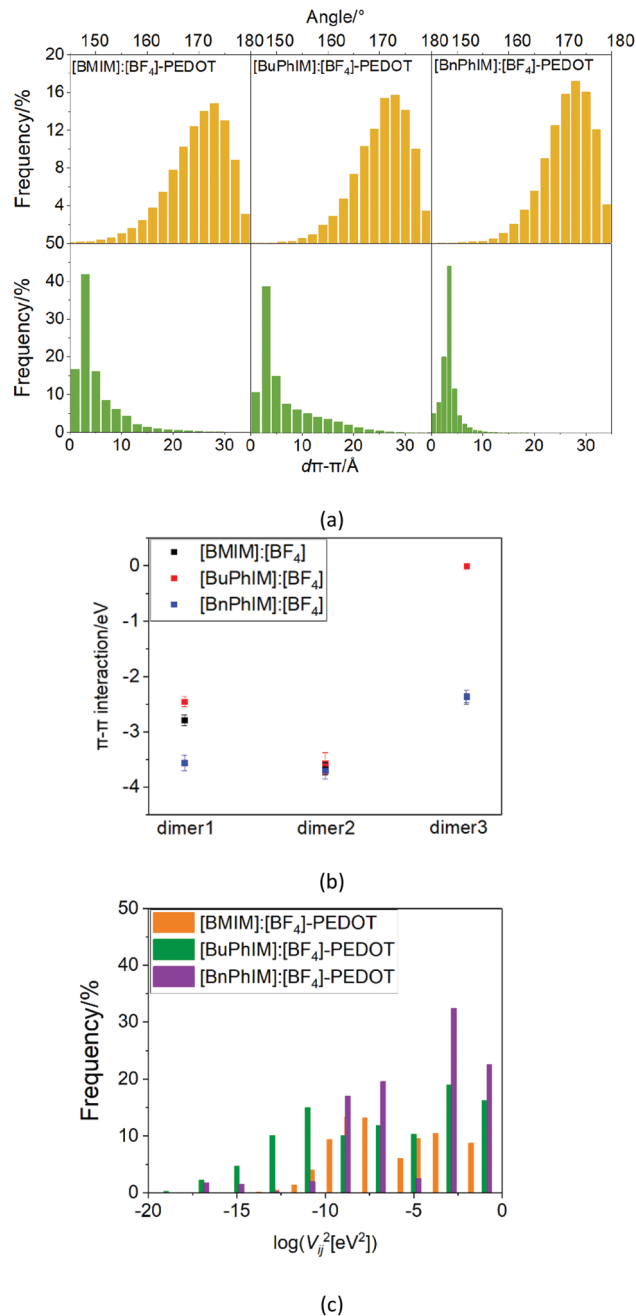 Angle/°
150 160 170 180 150 160 170 180 150 160 170 180
20
16
12
8
4
50
Frequency/%
[BMIM]:[BF4]-PEDOT [BuPhIM]:[BF4]-PEDOT [BnPhIM]:[BF4]-PEDOT
40
30
20
10
0
Frequency/%
0 10 20 30 0 10 20 30 0 10 20 30
dπ-π/Å
(a)
[BMIM]:[BF4]
[BuPhIM]:[BF4]
[BnPhIM]:[BF4]
0
-1
-2
-3
-4
π-π interaction/eV
dimer1 dimer2 dimer3
(b)
50
40
30
20
10
0
Frequency/%
[BMIM]:[BF4]-PEDOT
[BuPhIM]:[BF4]-PEDOT
[BnPhIM]:[BF4]-PEDOT
-20 -15 -10 -5 0
log(Vij2[eV2])
(c)